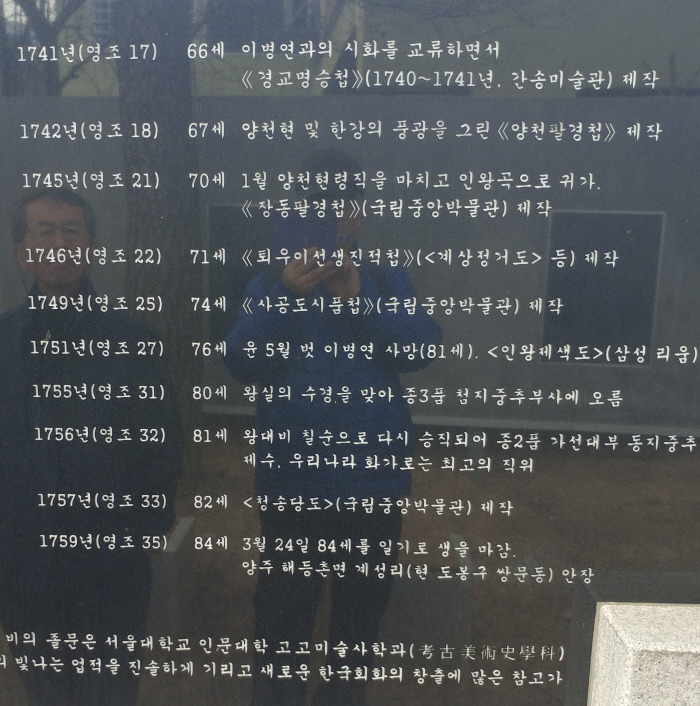 1741년(영조 17) 66세 이병연과의 시화를 교류하면서
《경교명승첩》(1740~1741년, 간송미술관) 제작
1742년(영조 18) 67세 양천현 및 한강의 풍광을 그린 《양천팔경첩》 제작
1745년(영조 21) 70세 1월 양천현령직을 마치고 인왕곡으로 귀가.
《장동팔경첩》(국립중앙박물관) 제작
1746년(영조 22) 71세 《퇴우이선생진적첩》(<계상정거도> 등) 제작
1749년(영조 25) 74세 《사공도시품첩》(국립중앙박물관) 제작
1751년(영조 27) 76세 윤 5월 벗 이병연 사망(81세). <인왕제색도>(삼성 리움)
1755년(영조 31) 80세 왕실의 수경을 맞아 종3품 첨지중추부사에 오름
1756년(영조 32) 81세 왕대비 칠순으로 다시 승직되어 종2품 가선대부 동지중추
제수. 우리나라 화가로는 최고의 직위
1757년(영조 33) 82세 <청송당도>(국립중앙박물관) 제작
1759년(영조 35) 84세 3월 24일 84세를 일기로 생을 마감.
양주 해등촌면 계성리(현 도봉구 쌍문동) 안장
비의 졸문은 서울대학교 인문대학 고고미술사학과(考古美術史學科)
빛나는 업적을 진솔하게 기리고 새로운 한국회화의 창출에 많은 참고가